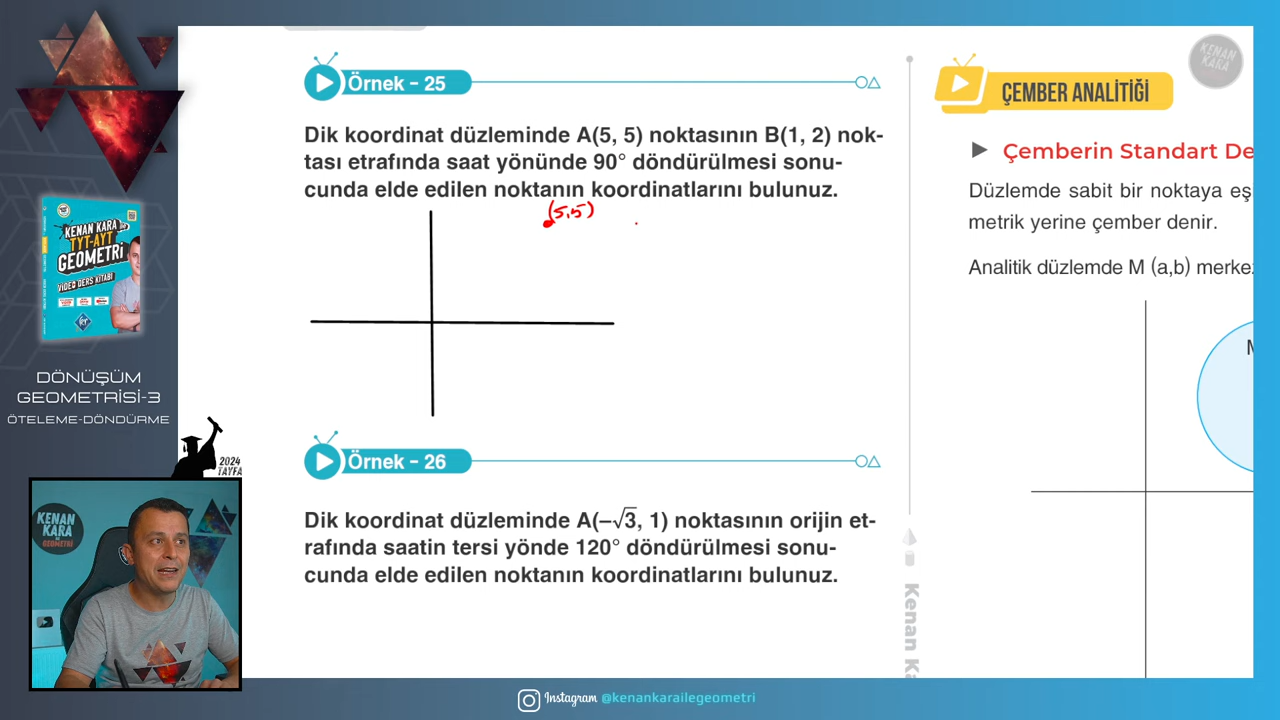 Örnek - 25
Dik koordinat düzleminde A(5, 5) noktasının B(1, 2) nok-
tası etrafında saat yönünde 90° döndürülmesi sonu-
cunda elde edilen noktanın koordinatlarını bulunuz.
(5,5)
Örnek - 26
Dik koordinat düzleminde A(–√3, 1) noktasının orijin et-
rafında saatin tersi yönde 120° döndürülmesi sonu-
cunda elde edilen noktanın koordinatlarını bulunuz.
KENAN
KARA
ÇEMBER ANALİTİĞİ
Çemberin Standart De
Düzlemde sabit bir noktaya eş
metrik yerine çember denir.
Analitik düzlemde M (a,b) merkez
Kenan Ka
KENAN KARA
TYT-AYT
GEOMETRİ
VİDEO DERS KİTABI
DÖNÜŞÜM
GEOMETRİSİ-3
ÖTELEME-DÖNDÜRME
2024
TAYFA
KENAN
KARA
GEOMETRİ
Instagram @kenankarailegeometri